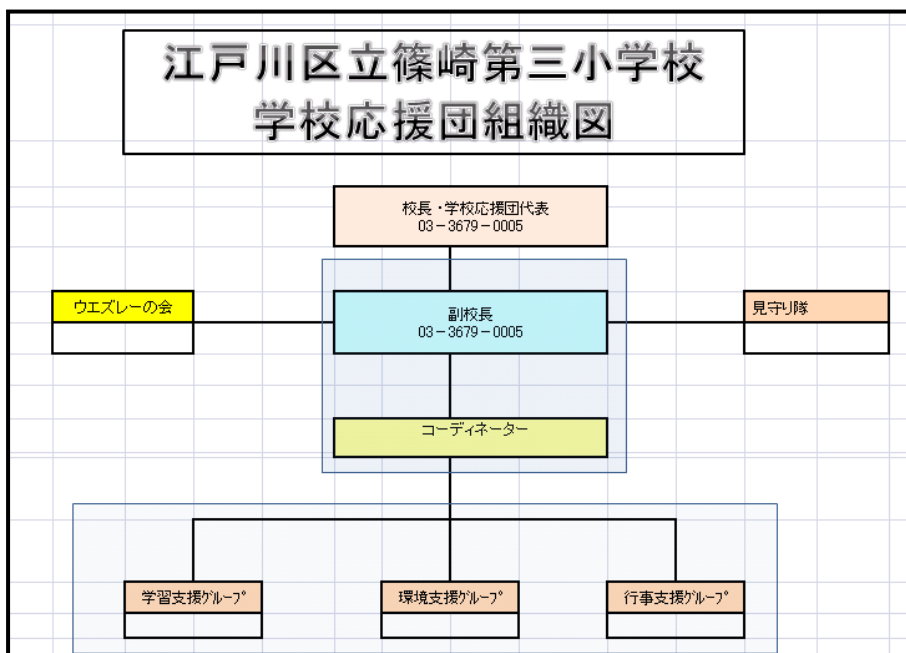 江戸川区立篠崎第三小学校
学校応援団組織図
校長・学校応援団代表
03－3679－0005
ウエズレーの会
副校長
03－3679－0005
見守り隊
コーディネーター
学習支援ｸﾞﾙｰﾌﾟ
環境支援ｸﾞﾙｰﾌﾟ
行事支援ｸﾞﾙｰﾌﾟ